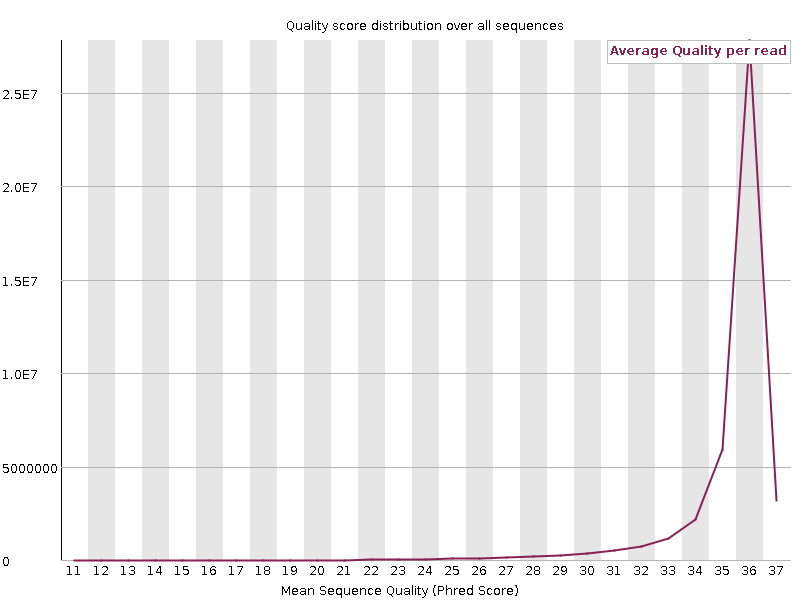 Quality score distribution over all sequences
Average Quality per read
2.5E7
2.0E7
1.5E7
1.0E7
5000000
0
11 12 13 14 15 16 17 18 19 20 21 22 23 24 25 26 27 28 29 30 31 32 33 34 35 36 37
Mean Sequence Quality (Phred Score)